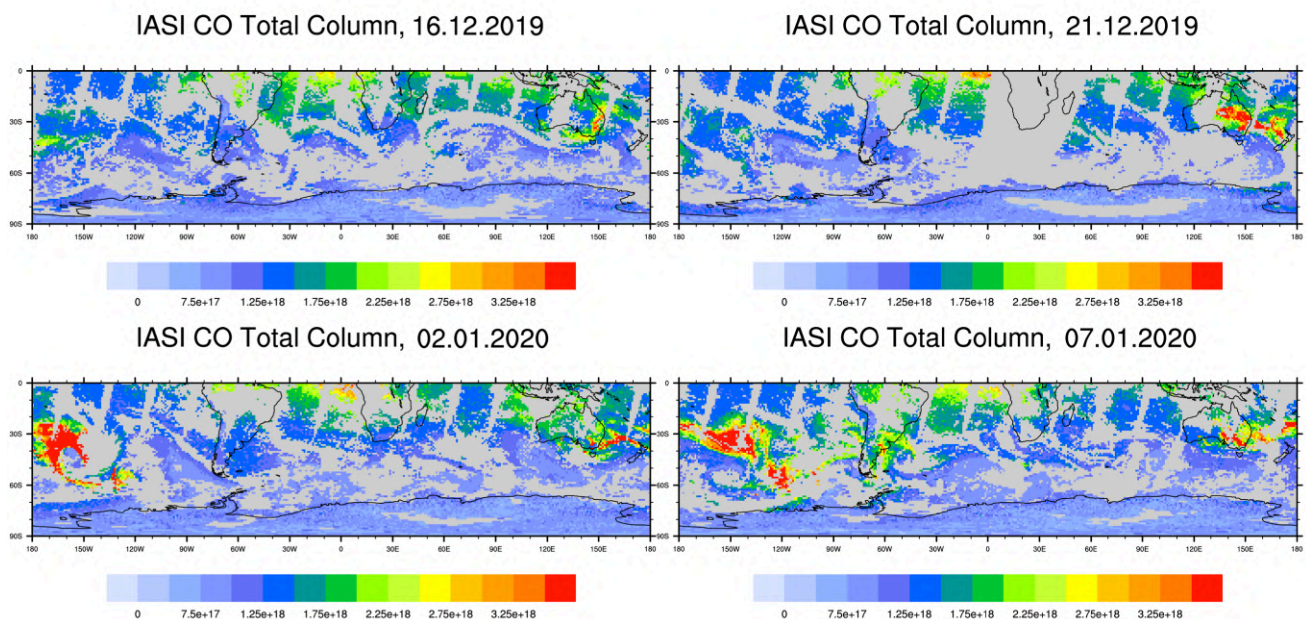 IASI CO Total Column, 16.12.2019
0
30S
60S
90S
180 150W 120W 90W 60W 30W 0 30E 60E 90E 120E 150E 180
0 7.5e+17 1.25e+18 1.75e+18 2.25e+18 2.75e+18 3.25e+18
IASI CO Total Column, 21.12.2019
0
30S
60S
90S
180 150W 120W 90W 60W 30W 0 30E 60E 90E 120E 150E 180
0 7.5e+17 1.25e+18 1.75e+18 2.25e+18 2.75e+18 3.25e+18
IASI CO Total Column, 02.01.2020
0
30S
60S
90S
180 150W 120W 90W 60W 30W 0 30E 60E 90E 120E 150E 180
0 7.5e+17 1.25e+18 1.75e+18 2.25e+18 2.75e+18 3.25e+18
IASI CO Total Column, 07.01.2020
0
30S
60S
90S
180 150W 120W 90W 60W 30W 0 30E 60E 90E 120E 150E 180
0 7.5e+17 1.25e+18 1.75e+18 2.25e+18 2.75e+18 3.25e+18